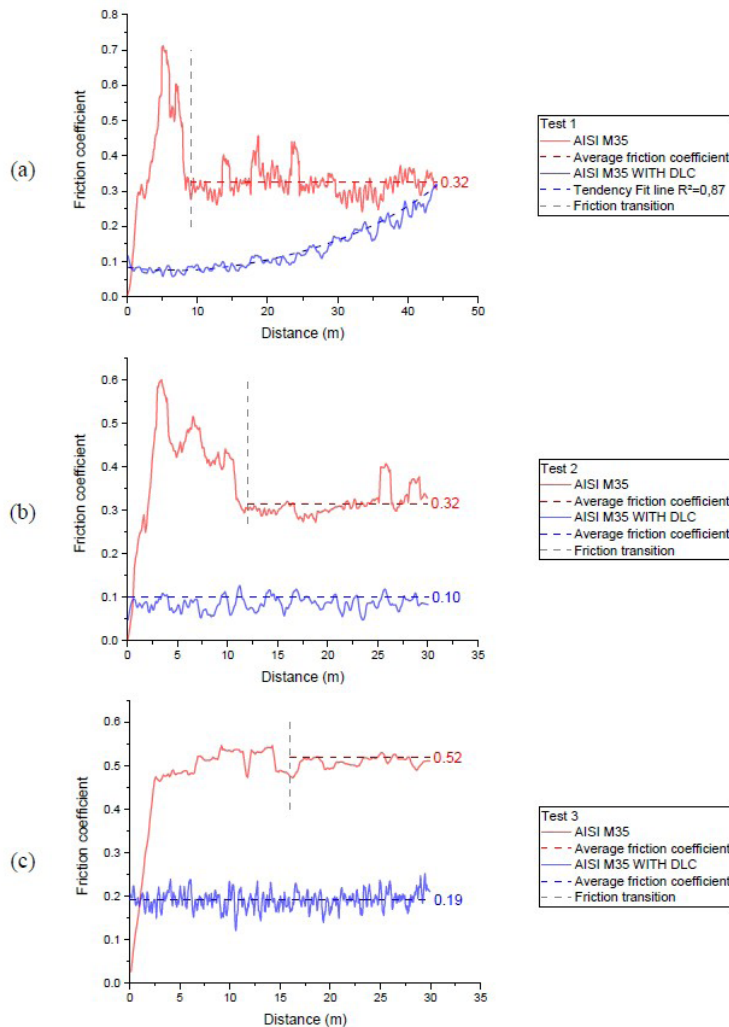 (a)
Friction coefficient
0.8
0.7
0.6
0.5
0.4
0.3
0.2
0.1
0.0
0.32
0 10 20 30 40 50
Distance (m)
Test 1
AISI M35
Average friction coefficient
AISI M35 WITH DLC
Tendency Fit line R²=0,87
Friction transition
(b)
Friction coefficient
0.6
0.5
0.4
0.3
0.2
0.1
0.0
0.32
0.10
0 5 10 15 20 25 30 35
Distance (m)
Test 2
AISI M35
Average friction coefficient
AISI M35 WITH DLC
Average friction coefficient
Friction transition
(c)
Friction coefficient
0.6
0.5
0.4
0.3
0.2
0.1
0.0
0.52
0.19
0 5 10 15 20 25 30 35
Distance (m)
Test 3
AISI M35
Average friction coefficient
AISI M35 WITH DLC
Average friction coefficient
Friction transition